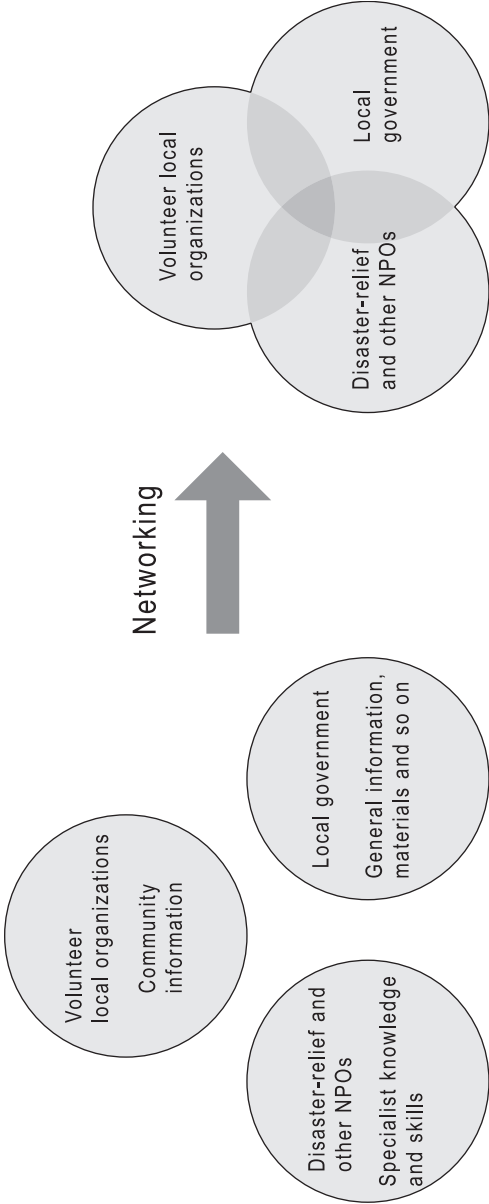 Volunteer
local organizations
Community
information
Disaster-relief and
other NPOs
Specialist knowledge
and skills
Local government
General information,
materials and so on
Networking
Volunteer local
organizations
Disaster-relief
and other NPOs
Local
government